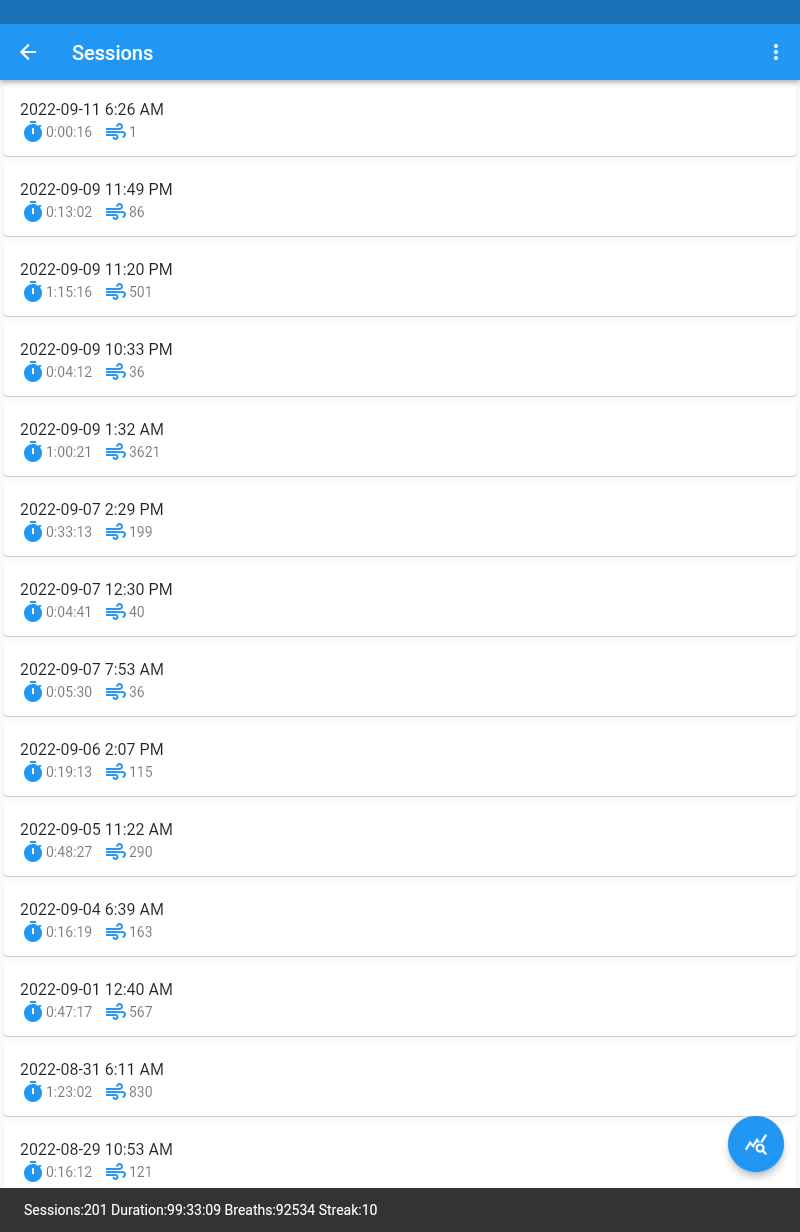 Sessions
2022-09-11 6:26 AM
0:00:16 1
2022-09-09 11:49 PM
0:13:02 86
2022-09-09 11:20 PM
1:15:16 501
2022-09-09 10:33 PM
0:04:12 36
2022-09-09 1:32 AM
1:00:21 3621
2022-09-07 2:29 PM
0:33:13 199
2022-09-07 12:30 PM
0:04:41 40
2022-09-07 7:53 AM
0:05:30 36
2022-09-06 2:07 PM
0:19:13 115
2022-09-05 11:22 AM
0:48:27 290
2022-09-04 6:39 AM
0:16:19 163
2022-09-01 12:40 AM
0:47:17 567
2022-08-31 6:11 AM
1:23:02 830
2022-08-29 10:53 AM
0:16:12 121
Sessions:201 Duration:99:33:09 Breaths:92534 Streak:10